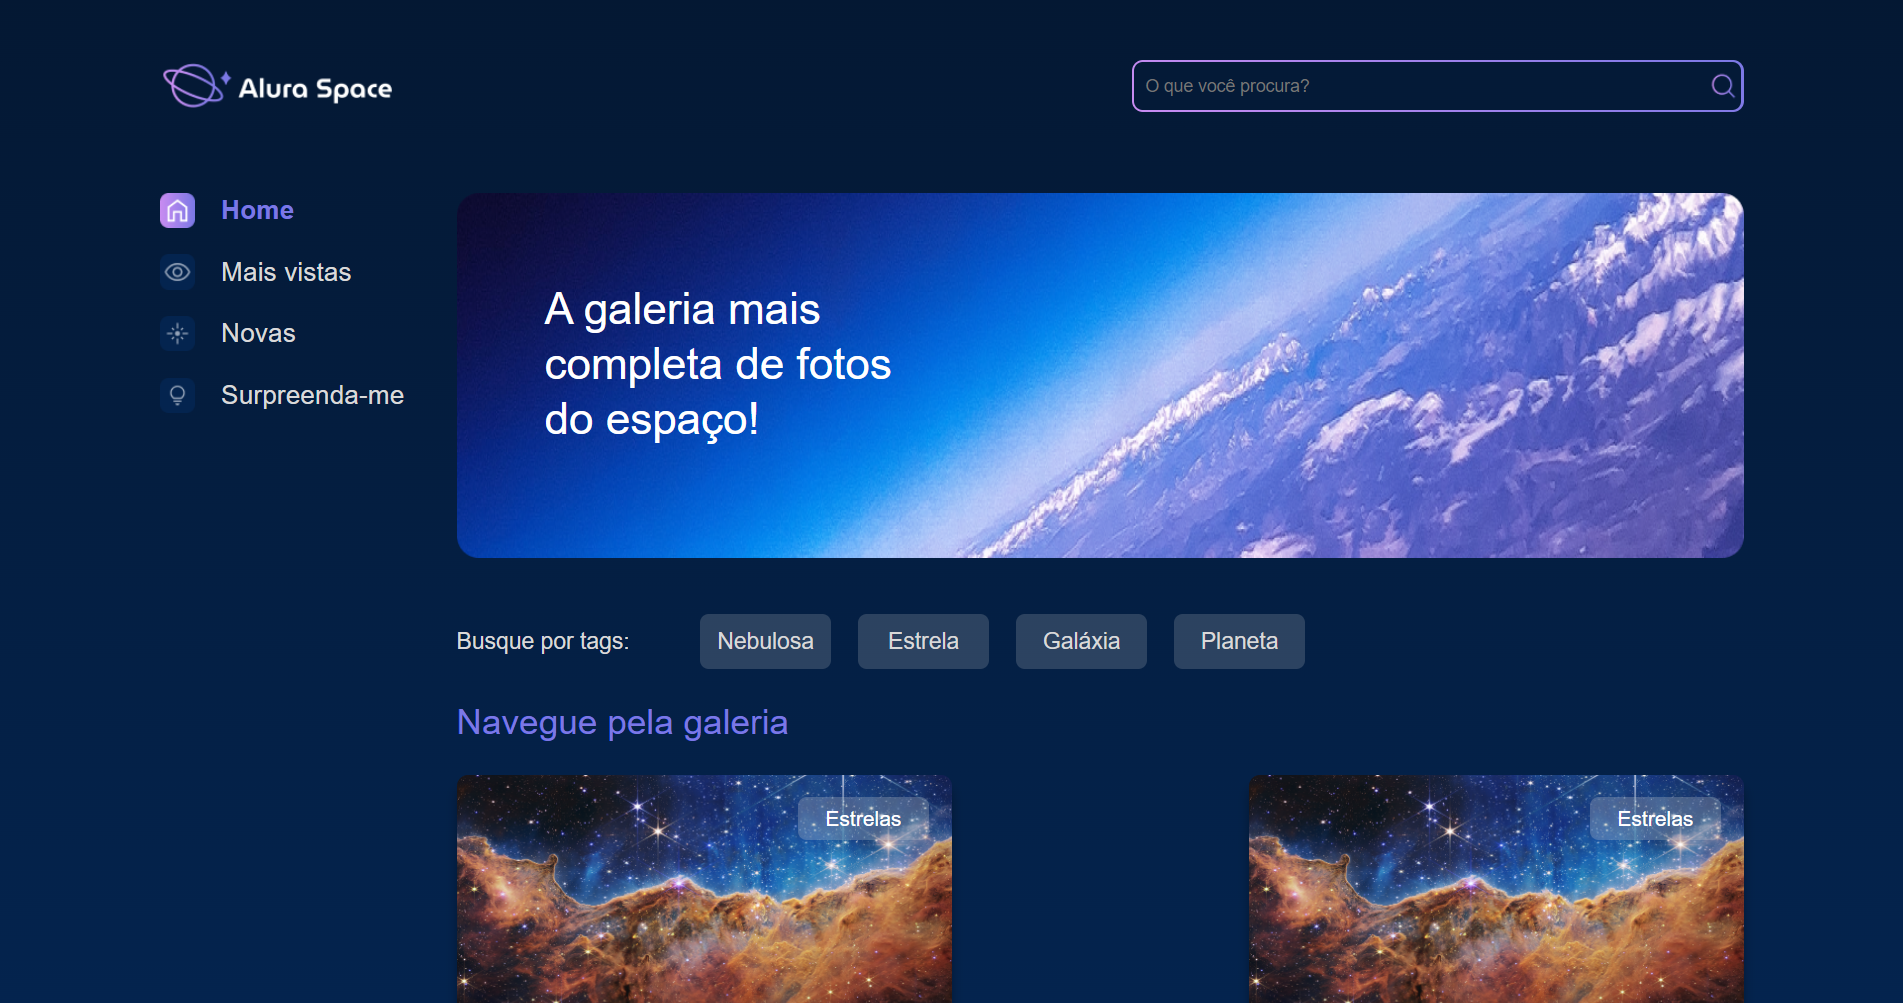 Alura Space
O que você procura?
Home
Mais vistas
Novas
Surpreenda-me
A galeria mais
completa de fotos
do espaço!
Busque por tags:
Nebulosa
Estrela
Galáxia
Planeta
Navegue pela galeria
Estrelas
Estrelas